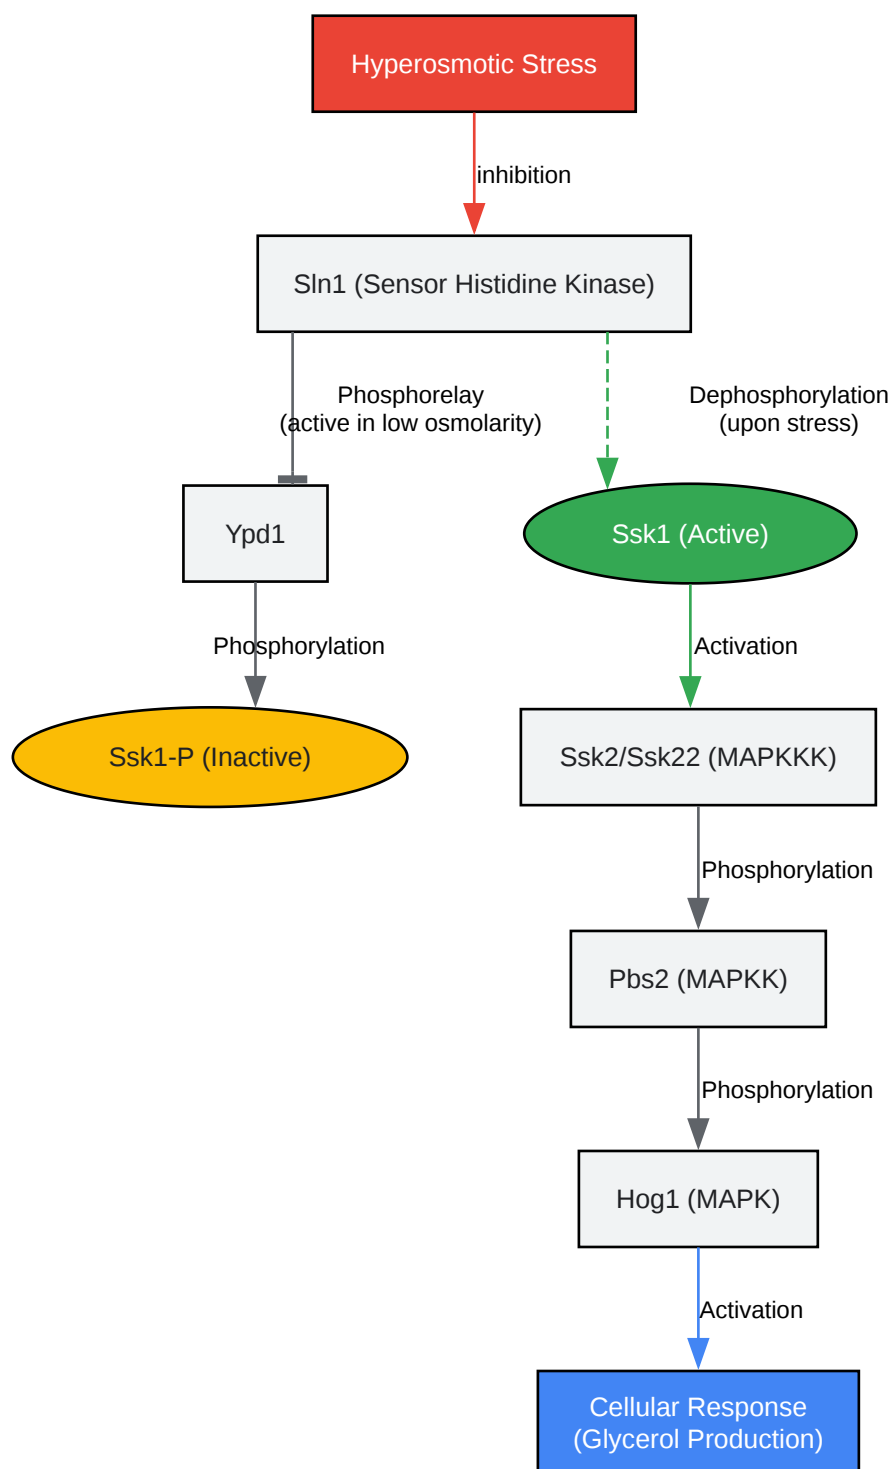 Hyperosmotic Stress
inhibition
Sln1 (Sensor Histidine Kinase)
Phosphorelay
(active in low osmolarity)
Dephosphorylation
(upon stress)
Ypd1
Ssk1 (Active)
Phosphorylation
Activation
Ssk1-P (Inactive)
Ssk2/Ssk22 (MAPKKK)
Phosphorylation
Pbs2 (MAPKK)
Phosphorylation
Hog1 (MAPK)
Activation
Cellular Response
(Glycerol Production)